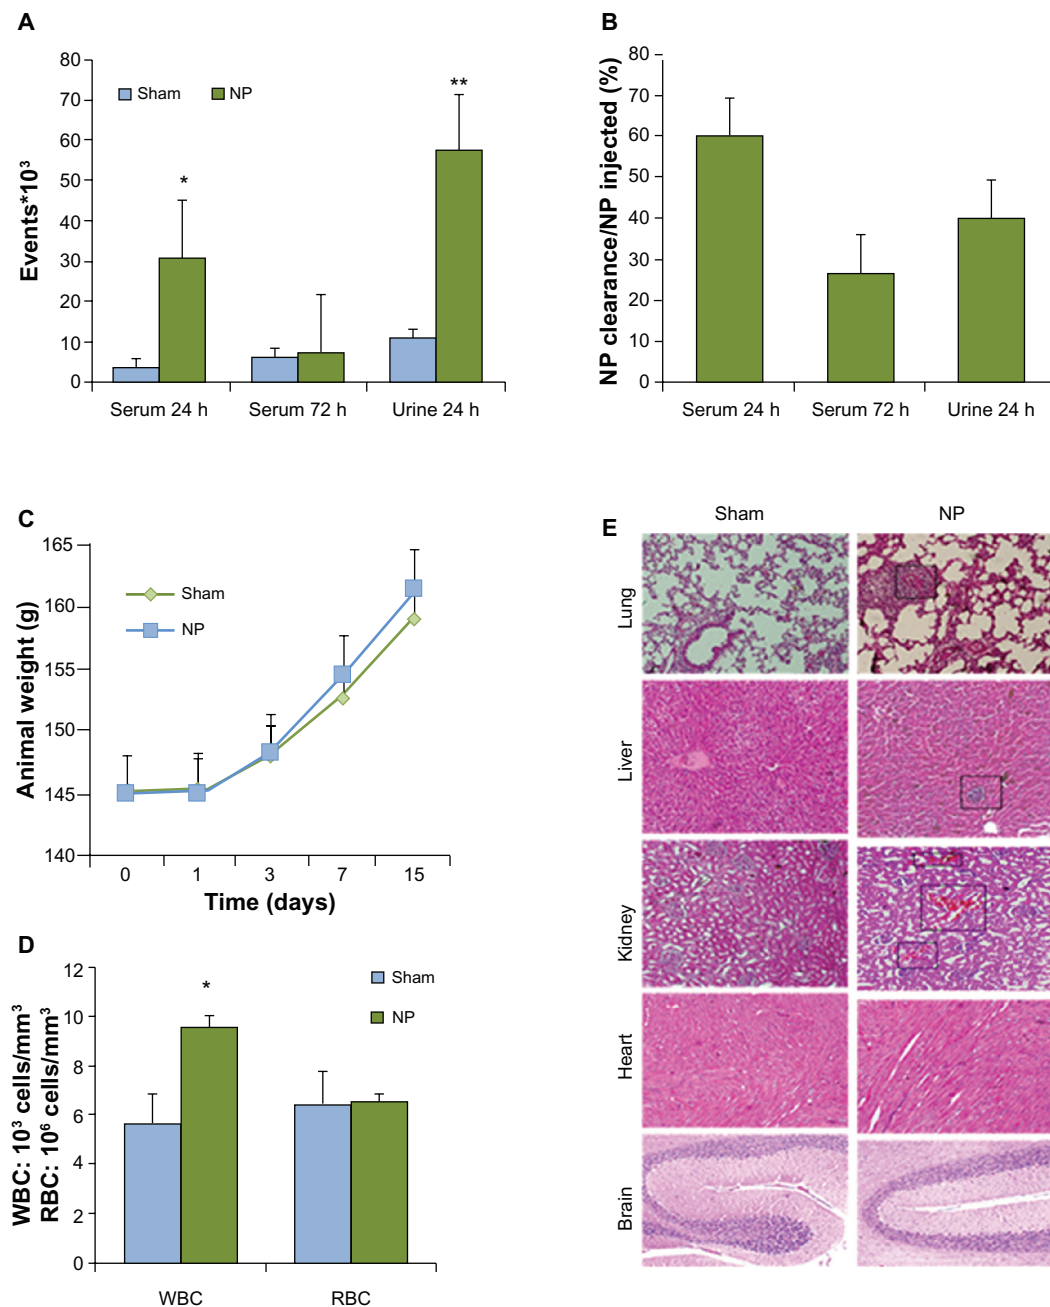 A
80
70
60
50
40
30
20
10
0
Events*10³
Sham
NP
*
**
Serum 24 h
Serum 72 h
Urine 24 h
B
80
70
60
50
40
30
20
10
0
NP clearance/NP injected (%)
Serum 24 h
Serum 72 h
Urine 24 h
C
165
160
155
150
145
140
Animal weight (g)
Sham
NP
0
1
3
7
15
Time (days)
D
12
10
8
6
4
2
0
WBC: 10³ cells/mm³
RBC: 10⁶ cells/mm³
*
Sham
NP
WBC
RBC
E
Sham
NP
Lung
Liver
Kidney
Heart
Brain